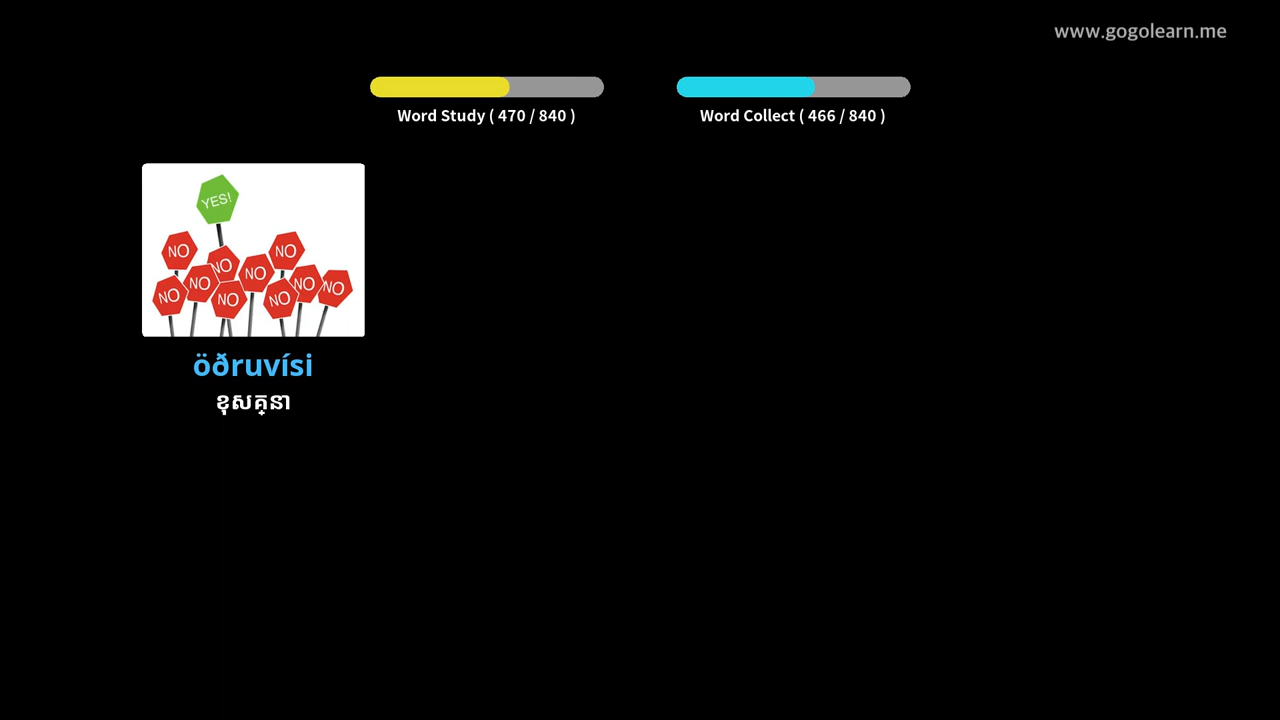 www.gogolearn.me
Word Study ( 470 / 840 )
Word Collect ( 466 / 840 )
YES!
NO
NO
NO
NO
NO
NO
NO
NO
NO
NO
öðruvísi
ខុសគ្នា